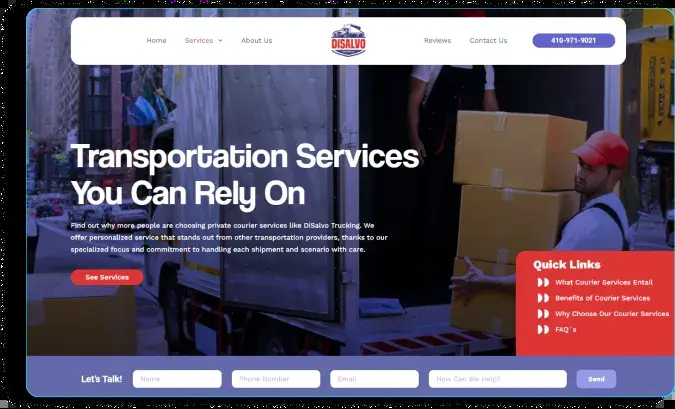 Home
Services
About Us
DISALVO
Reviews
Contact Us
410-971-9021
Transportation Services
You Can Rely On
Find out why more people are choosing private courier services like DiSalvo Trucking. We
offer personalized service that stands out from other transportation providers, thanks to our
specialized focus and commitment to handling each shipment and scenario with care.
See Services
Quick Links
What Courier Services Entail
Benefits of Courier Services
Why Choose Our Courier Services
FAQ´s
Let's Talk!
Name
Phone Number
Email
How Can We Help?
Send